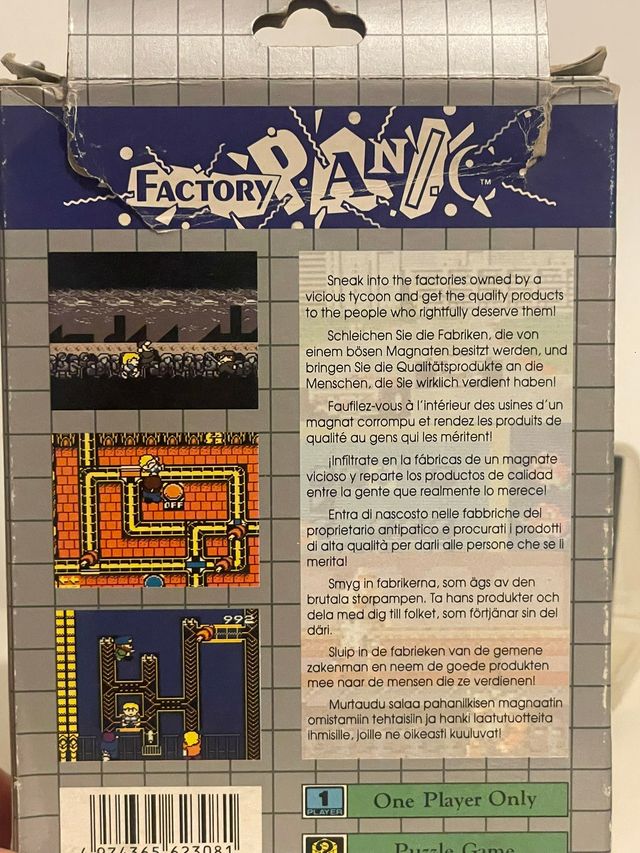 FACTORY PANIC™
Sneak into the factories owned by a
vicious tycoon and get the quality products
to the people who rightfully deserve them!
Schleichen Sie die Fabriken, die von
einem bösen Magnaten besitzt werden, und
bringen Sie die Qualitätsprodukte an die
Menschen, die Sie wirklich verdient haben!
Faufilez-vous à l'intérieur des usines d'un
magnat corrompu et rendez les produits de
qualité au gens qui les méritent!
¡Infiltrate en la fábricas de un magnate
vicioso y reparte los productos de calidad
entre la gente que realmente lo merece!
Entra di nascosto nelle fabbriche del
proprietario antipatico e procurati i prodotti
di alta qualità per darli alle persone che se li
merita!
Smyg in fabrikerna, som ägs av den
brutala storpampen. Ta hans produkter och
dela med dig till folket, som förtjänar sin del
däri.
Sluip in de fabrieken van de gemene
zakenman en neem de goede produkten
mee naar de mensen die ze verdienen!
Murtaudu salaa pahanilkisen magnaatin
omistamiin tehtaisiin ja hanki laatutuotteita
ihmisille, joille ne oikeasti kuuluvat!
OFF
992
1
PLAYER
One Player Only
Puzzle Game
4 974365 623081